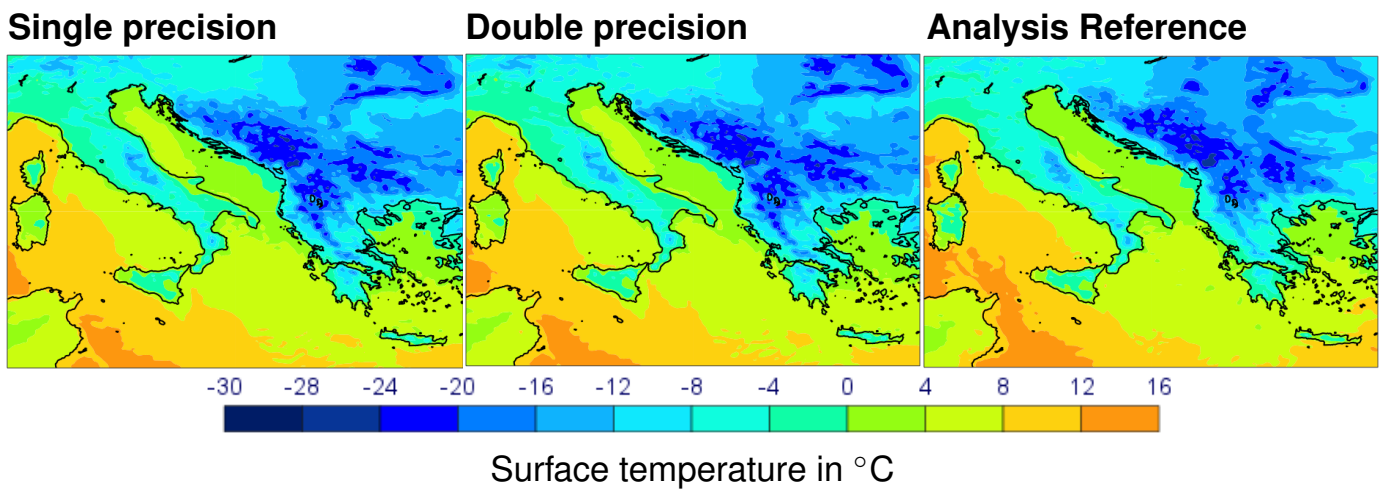 Single precision Double precision Analysis Reference
-30 -28 -24 -20 -16 -12 -8 -4 0 4 8 12 16
Surface temperature in °C